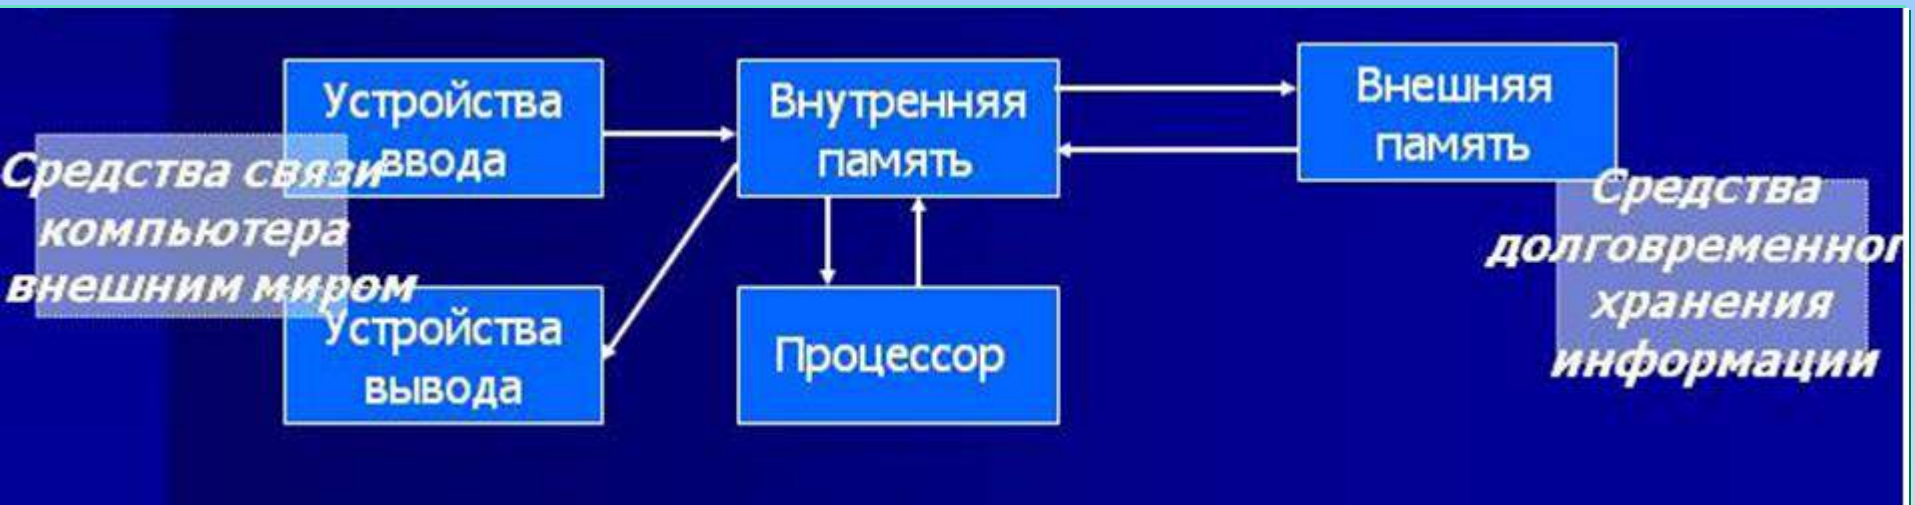 Устройства
ввода
Внутренняя
память
Внешняя
память
Средства связи
компьютера
внешним миром
Устройства
вывода
Процессор
Средства
долговременног
хранения
информации